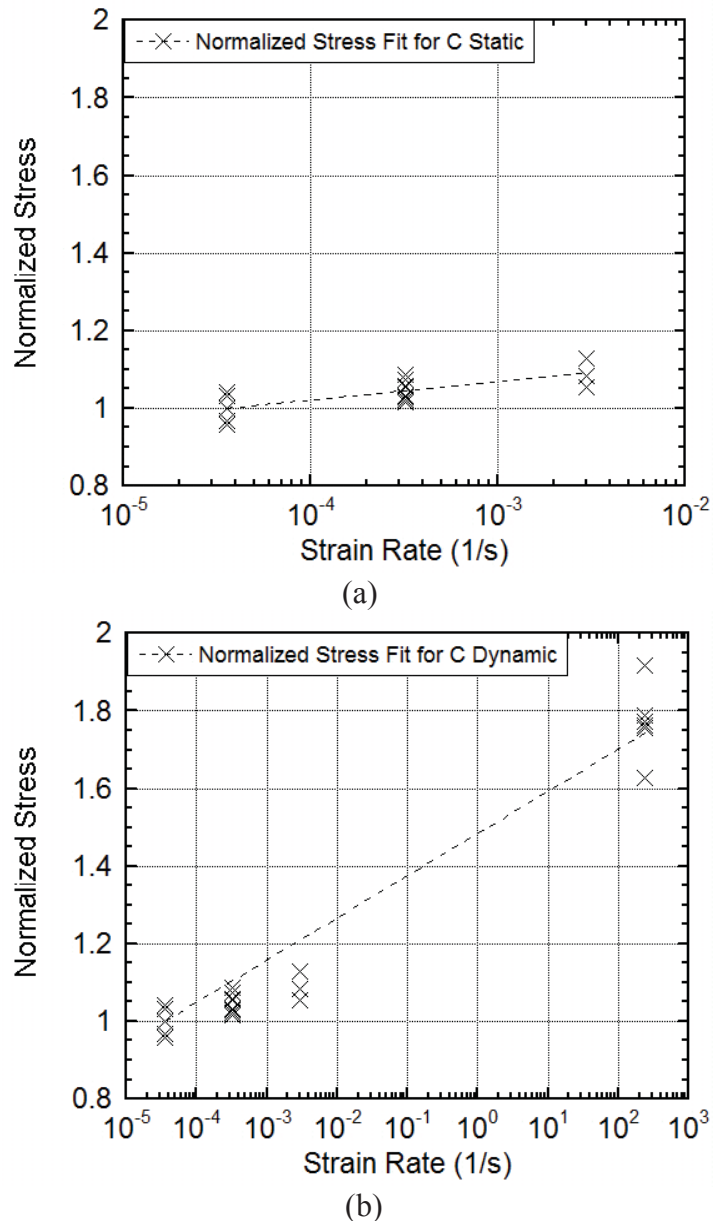 Normalized Stress Fit for C Static
2
1.8
1.6
1.4
1.2
1
0.8
Normalized Stress
10⁻⁵ 10⁻⁴ 10⁻³ 10⁻²
Strain Rate (1/s)
(a)
Normalized Stress Fit for C Dynamic
2
1.8
1.6
1.4
1.2
1
0.8
Normalized Stress
10⁻⁵ 10⁻⁴ 10⁻³ 10⁻² 10⁻¹ 10⁰ 10¹ 10² 10³
Strain Rate (1/s)
(b)